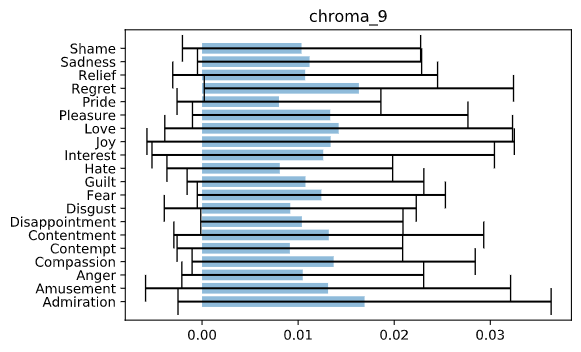 chroma_9
Shame
Sadness
Relief
Regret
Pride
Pleasure
Love
Joy
Interest
Hate
Guilt
Fear
Disgust
Disappointment
Contentment
Contempt
Compassion
Anger
Amusement
Admiration
0.00 0.01 0.02 0.03